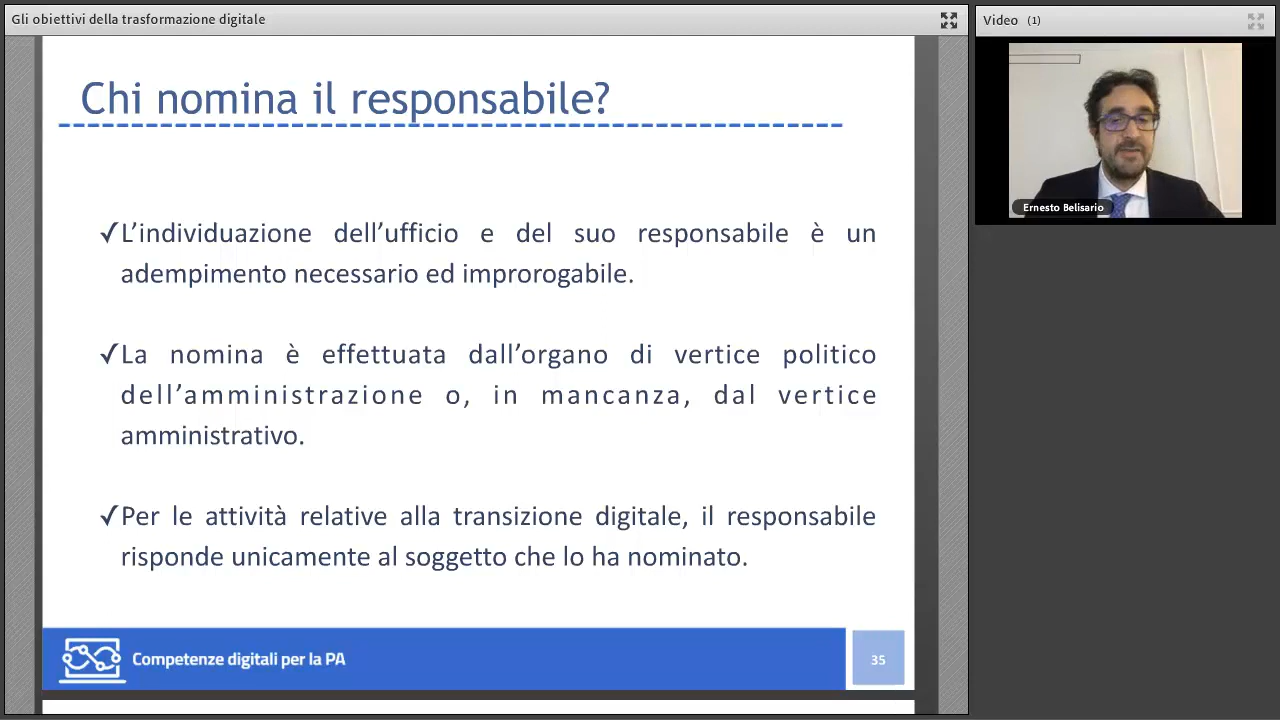 Gli obiettivi della trasformazione digitale
Video (1)
Chi nomina il responsabile?
Ernesto Belisario
✓L’individuazione dell’ufficio e del suo responsabile è un
adempimento necessario ed improrogabile.
✓La nomina è effettuata dall’organo di vertice politico
dell’amministrazione o, in mancanza, dal vertice
amministrativo.
✓Per le attività relative alla transizione digitale, il responsabile
risponde unicamente al soggetto che lo ha nominato.
Competenze digitali per la PA
35